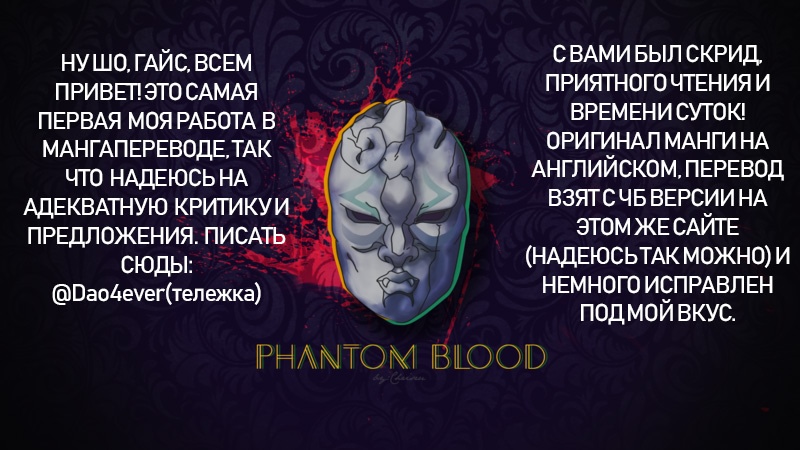 НУ ШО, ГАЙС, ВСЕМ
ПРИВЕТ! ЭТО САМАЯ
ПЕРВАЯ МОЯ РАБОТА В
МАНГАПЕРЕВОДЕ, ТАК
ЧТО НАДЕЮСЬ НА
АДЕКВАТНУЮ КРИТИКУ И
ПРЕДЛОЖЕНИЯ. ПИСАТЬ
СЮДЫ:
@Dao4ever(тележка)
С ВАМИ БЫЛ СКРИД,
ПРИЯТНОГО ЧТЕНИЯ И
ВРЕМЕНИ СУТОК!
ОРИГИНАЛ МАНГИ НА
АНГЛИЙСКОМ, ПЕРЕВОД
ВЗЯТ С ЧБ ВЕРСИИ НА
ЭТОМ ЖЕ САЙТЕ
(НАДЕЮСЬ ТАК МОЖНО) И
НЕМНОГО ИСПРАВЛЕН
ПОД МОЙ ВКУС.
PHANTOM BLOOD